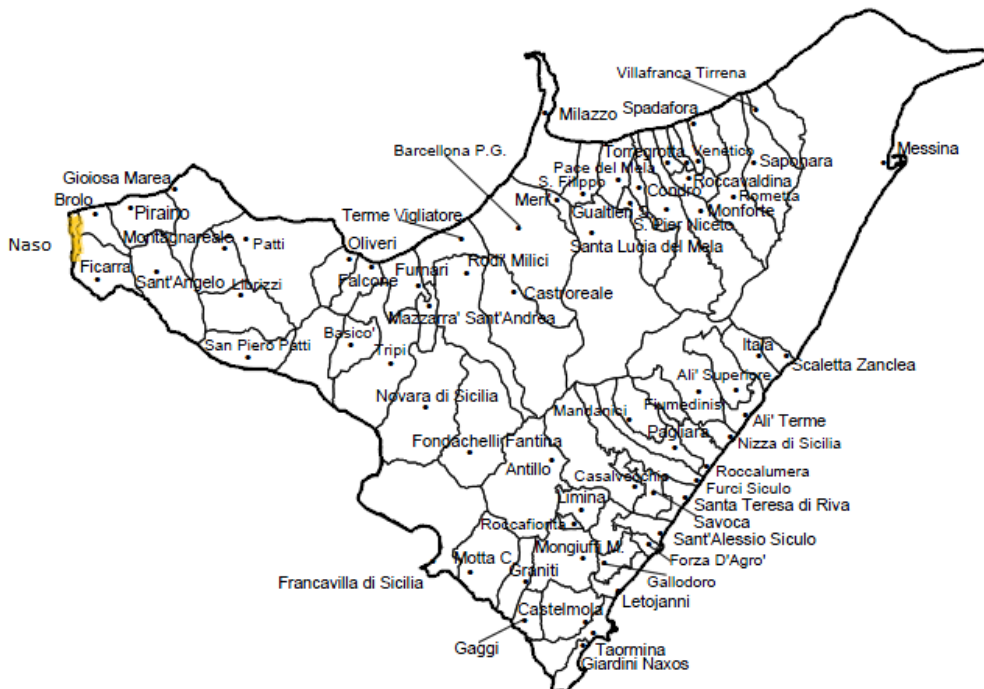 Villafranca Tirrena
Milazzo
Spadafora
Messina
Barcellona P.G.
Torregrotta
Venetico
Saponara
Pace del Mela
Gioiosa Marea
S. Filippo
Condro
Roccavaldina
Brolo
Piraino
Meri
Gualtieri S.
Rometta
Monforte
Terme Vigliatore
S. Pier Niceto
Naso
Montagnareale
Patti
Oliveri
Santa Lucia del Mela
Ficarra
Sant'Angelo
Librizzi
Falcone
Furnari
Rodi' Milici
Castroreale
Mazzarra' Sant'Andrea
San Piero Patti
Basico'
Tripi
Itala
Scaletta Zanclea
Ali' Superiore
Novara di Sicilia
Mandanici
Fiumedinisi
Ali' Terme
Pagliara
Nizza di Sicilia
Fondachelli Fantina
Antillo
Casalvecchio
Roccalumera
Furci Siculo
Limina
Santa Teresa di Riva
Savoca
Roccafiorita
Sant'Alessio Siculo
Mongiuffi M.
Forza D'Agro'
Motta C.
Graniti
Francavilla di Sicilia
Gallodoro
Castelmola
Letojanni
Gaggi
Taormina
Giardini Naxos